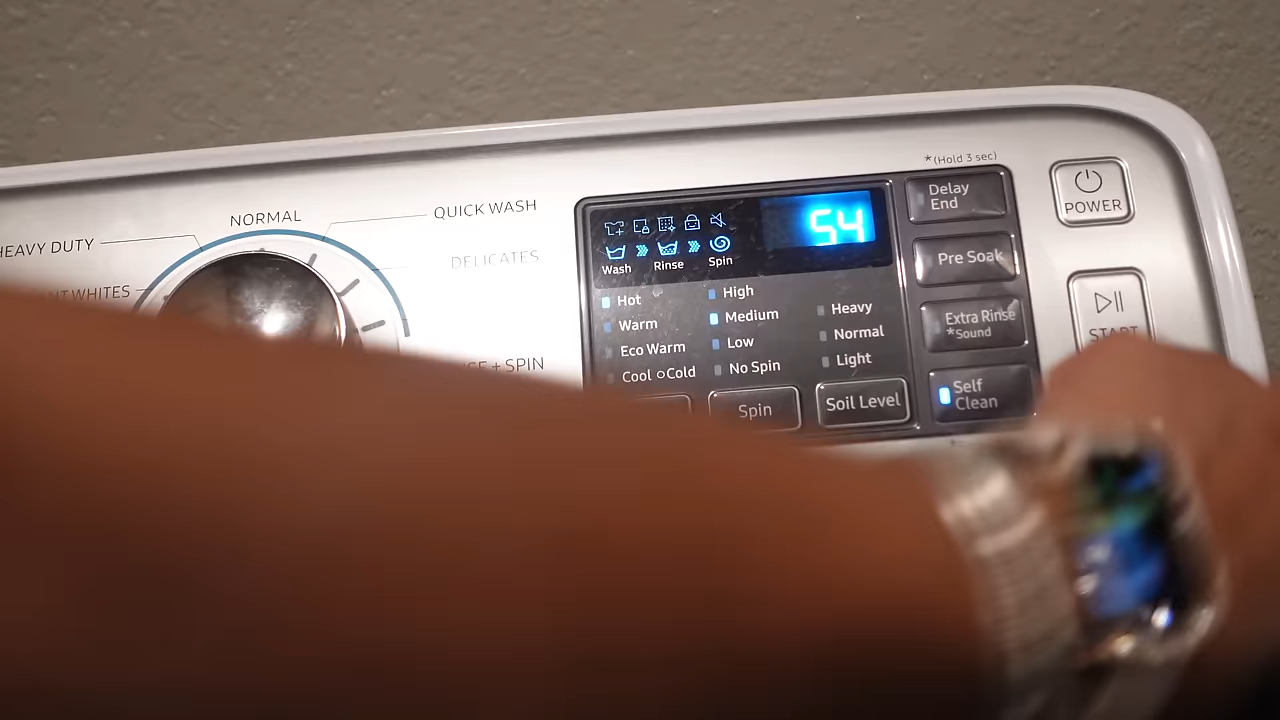 NORMAL
QUICK WASH
HEAVY DUTY
DELICATES
WHITES
+ SPIN
54
Wash
Rinse
Spin
Hot
Warm
Eco Warm
Cool Cold
High
Medium
Low
No Spin
Heavy
Normal
Light
Spin
Soil Level
*(Hold 3 sec)
Delay
End
Pre Soak
Extra Rinse
*Sound
Self
Clean
POWER
START